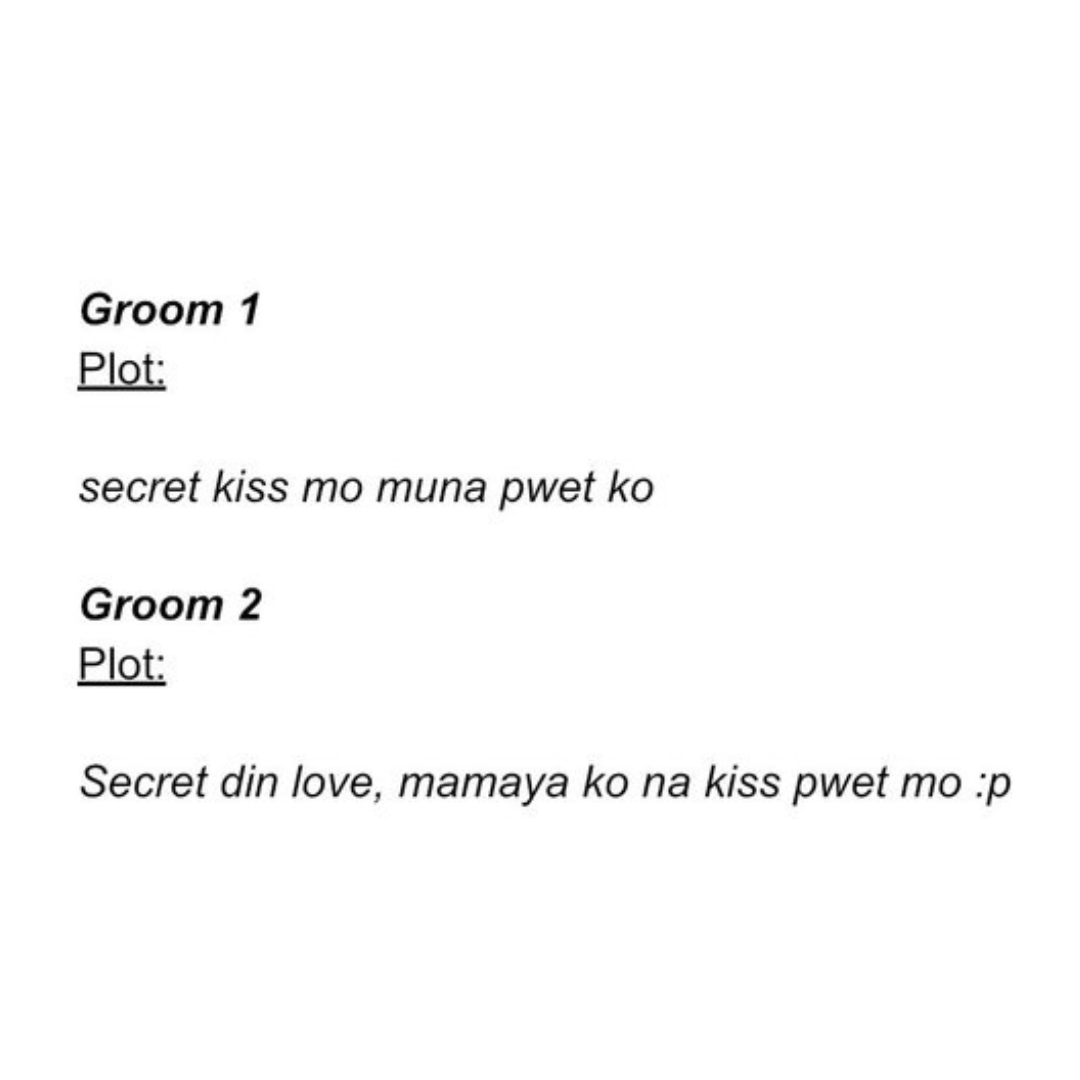 Groom 1
Plot:
secret kiss mo muna pwet ko
Groom 2
Plot:
Secret din love, mamaya ko na kiss pwet mo :p